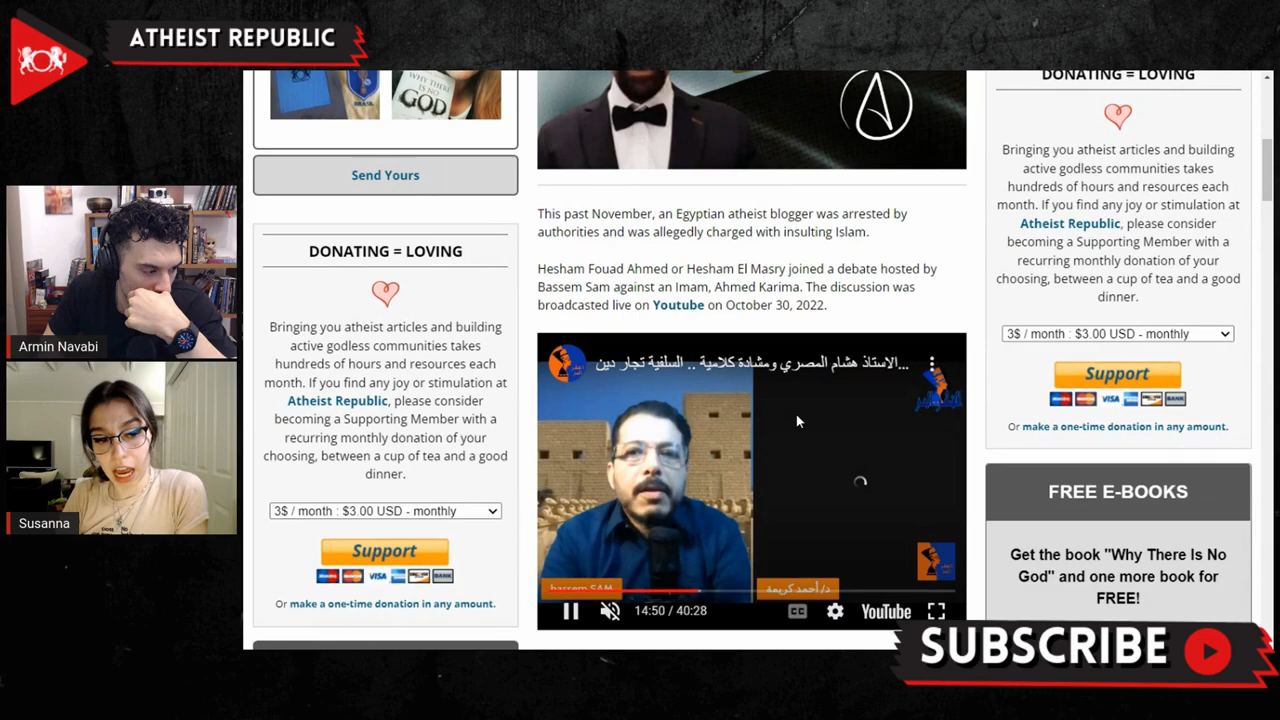 ATHEIST REPUBLIC
Armin Navabi
Susanna
GOD
BRASIL
Send Yours
DONATING = LOVING
Bringing you atheist articles and building
active godless communities takes
hundreds of hours and resources each
month. If you find any joy or stimulation at
Atheist Republic, please consider
becoming a Supporting Member with a
recurring monthly donation of your
choosing, between a cup of tea and a good
dinner.
3$ / month : $3.00 USD - monthly
Support
VISA
BANK
Or make a one-time donation in any amount.
This past November, an Egyptian atheist blogger was arrested by
authorities and was allegedly charged with insulting Islam.
Hesham Fouad Ahmed or Hesham El Masry joined a debate hosted by
Bassem Sam against an Imam, Ahmed Karima. The discussion was
broadcasted live on Youtube on October 30, 2022.
الاستاذ هشام المصري ومشادة كلامية .. السلفية تجار دين...
bassem SAM
د/ أحمد كريمة
14:50 / 40:28
CC
YouTube
DONATING = LOVING
Bringing you atheist articles and building
active godless communities takes
hundreds of hours and resources each
month. If you find any joy or stimulation at
Atheist Republic, please consider
becoming a Supporting Member with a
recurring monthly donation of your
choosing, between a cup of tea and a good
dinner.
3$ / month : $3.00 USD - monthly
Support
VISA
BANK
Or make a one-time donation in any amount.
FREE E-BOOKS
Get the book "Why There Is No
God" and one more book for
FREE!
SUBSCRIBE